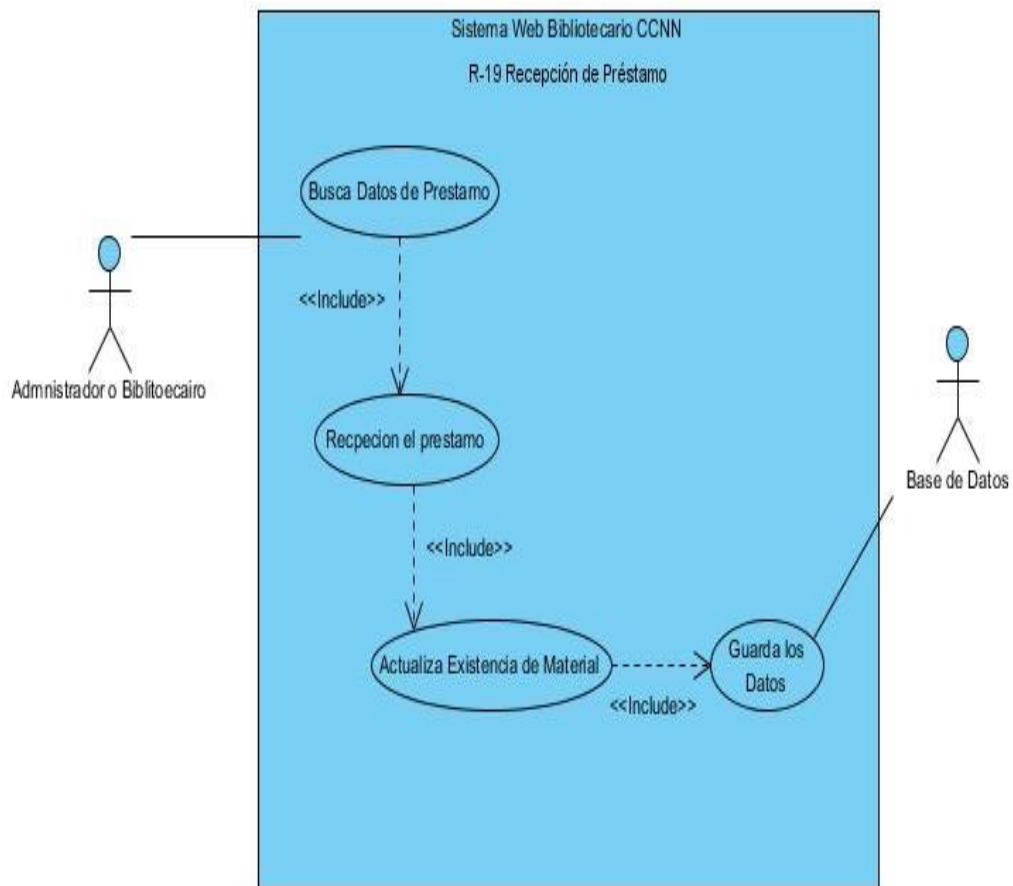 Sistema Web Bibliotecario CCNN
R-19 Recepción de Préstamo
Busca Datos de Prestamo
<<Include>>
Admnistrador o Biblitoecairo
Recpecion el prestamo
Base de Datos
<<Include>>
Actualiza Existencia de Material
Guarda los
Datos
<<Include>>